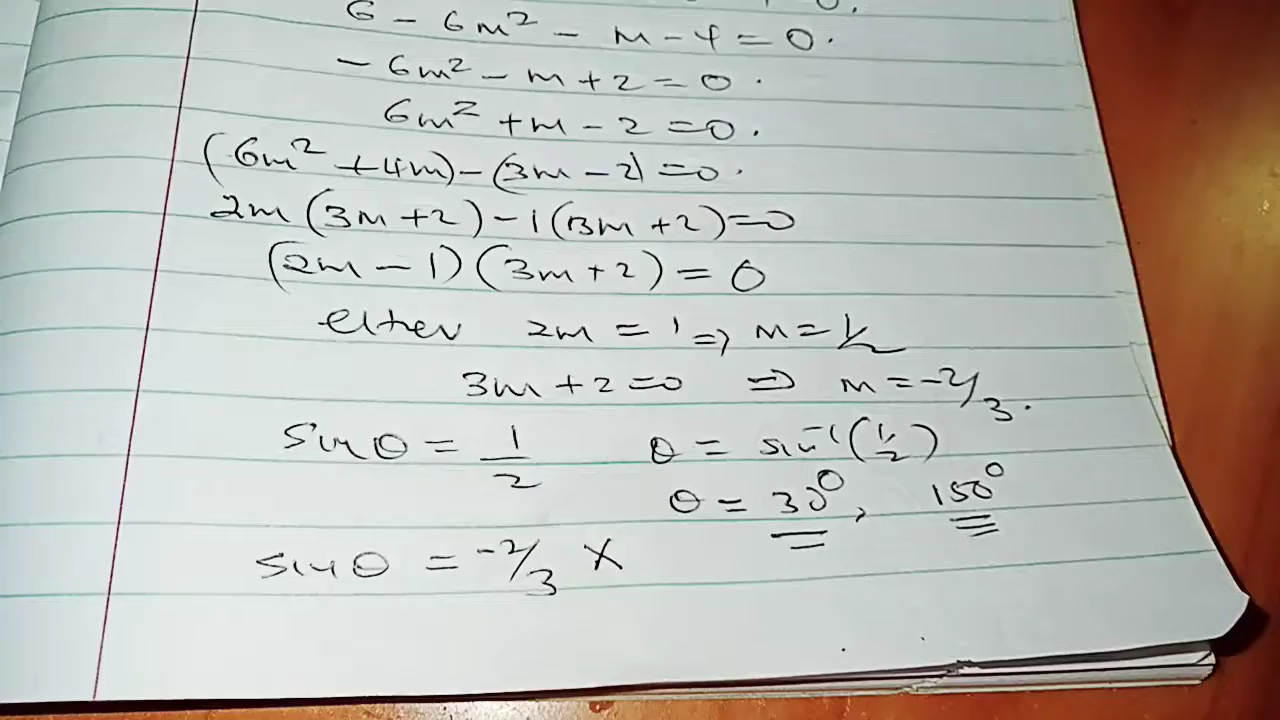 6 - 6m² - m - 4 = 0.
- 6m² - m + 2 = 0.
6m² + m - 2 = 0.
(6m² + 4m) - (3m - 2) = 0.
2m (3m + 2) - 1 (3m + 2) = 0
(2m - 1) (3m + 2) = 0
either 2m = 1 => m = 1/2
3m + 2 = 0 => m = -2/3.
sinθ = 1/2 θ = sin⁻¹(1/2)
θ = 30°, 150°
sinθ = -2/3 X